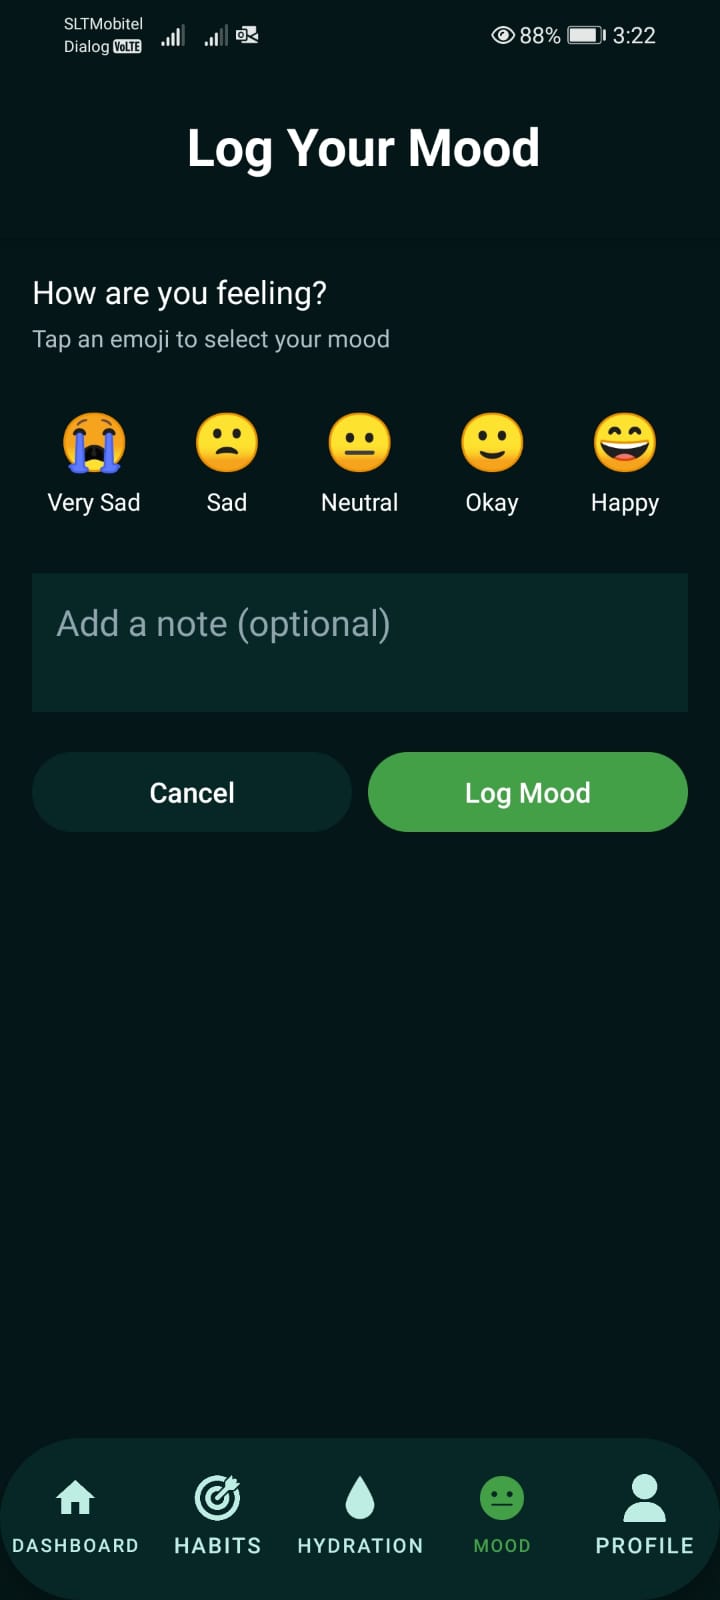 SLTMobitel
Dialog VoLTE
88% 3:22
Log Your Mood
How are you feeling?
Tap an emoji to select your mood
Very Sad Sad Neutral Okay Happy
Add a note (optional)
Cancel Log Mood
DASHBOARD HABITS HYDRATION MOOD PROFILE